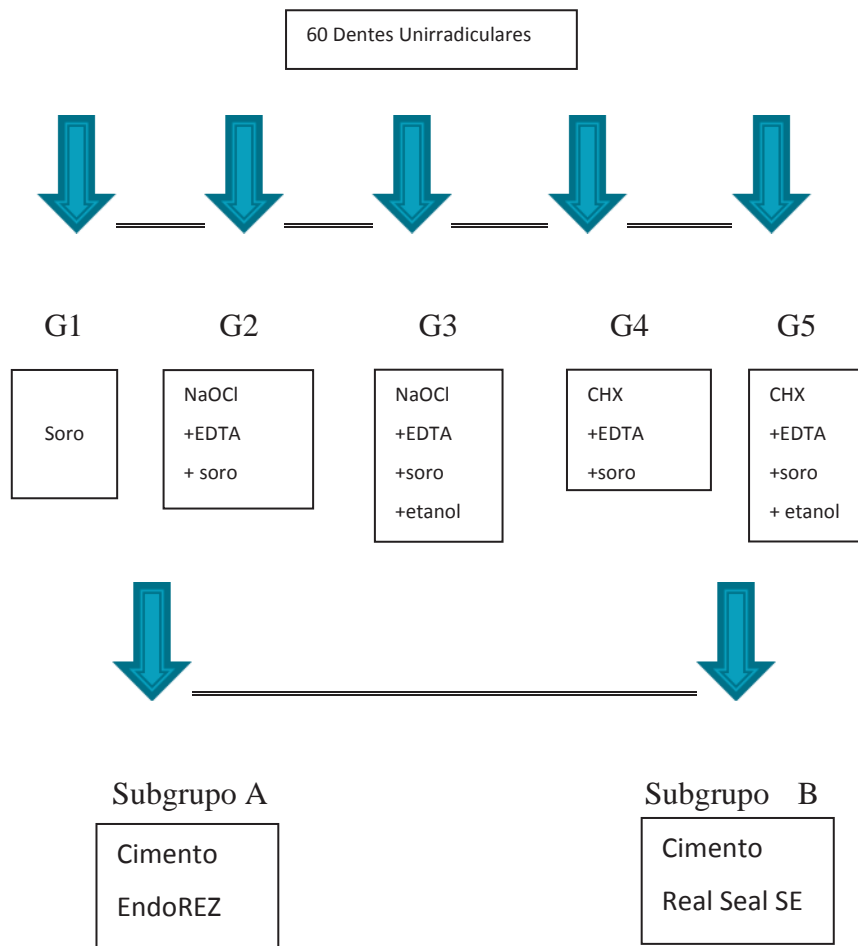 60 Dentes Unirradiculares
G1
G2
G3
G4
G5
Soro
NaOCl
+EDTA
+ soro
NaOCl
+EDTA
+soro
+etanol
CHX
+EDTA
+soro
CHX
+EDTA
+soro
+ etanol
Subgrupo A
Subgrupo B
Cimento
EndoREZ
Cimento
Real Seal SE